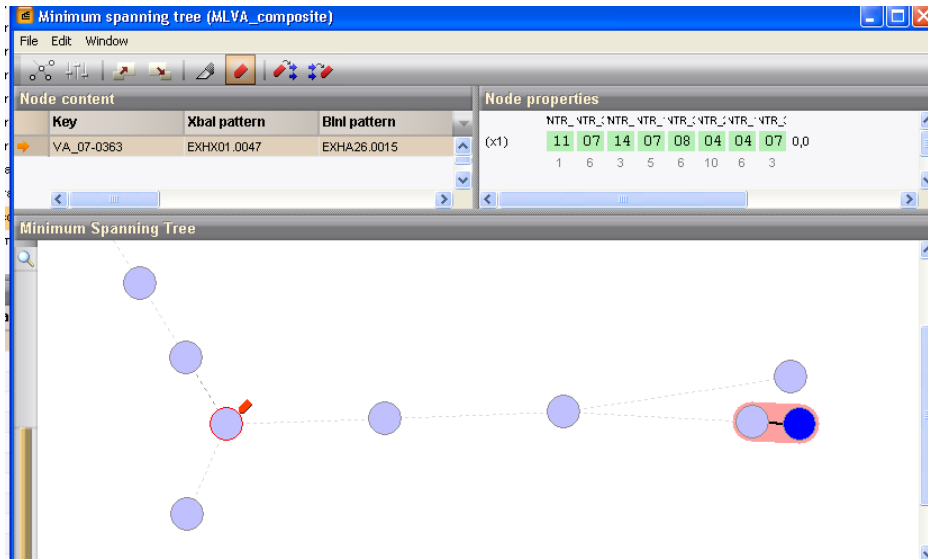 Minimum spanning tree (MLVA_composite)
File Edit Window
Node content
Node properties
Key XbaI pattern BlnI pattern
VA_07-0363 EXHX01.0047 EXHA26.0015
(x1) 11 07 14 07 08 04 04 07 0,0
1 6 3 5 6 10 6 3
Minimum Spanning Tree